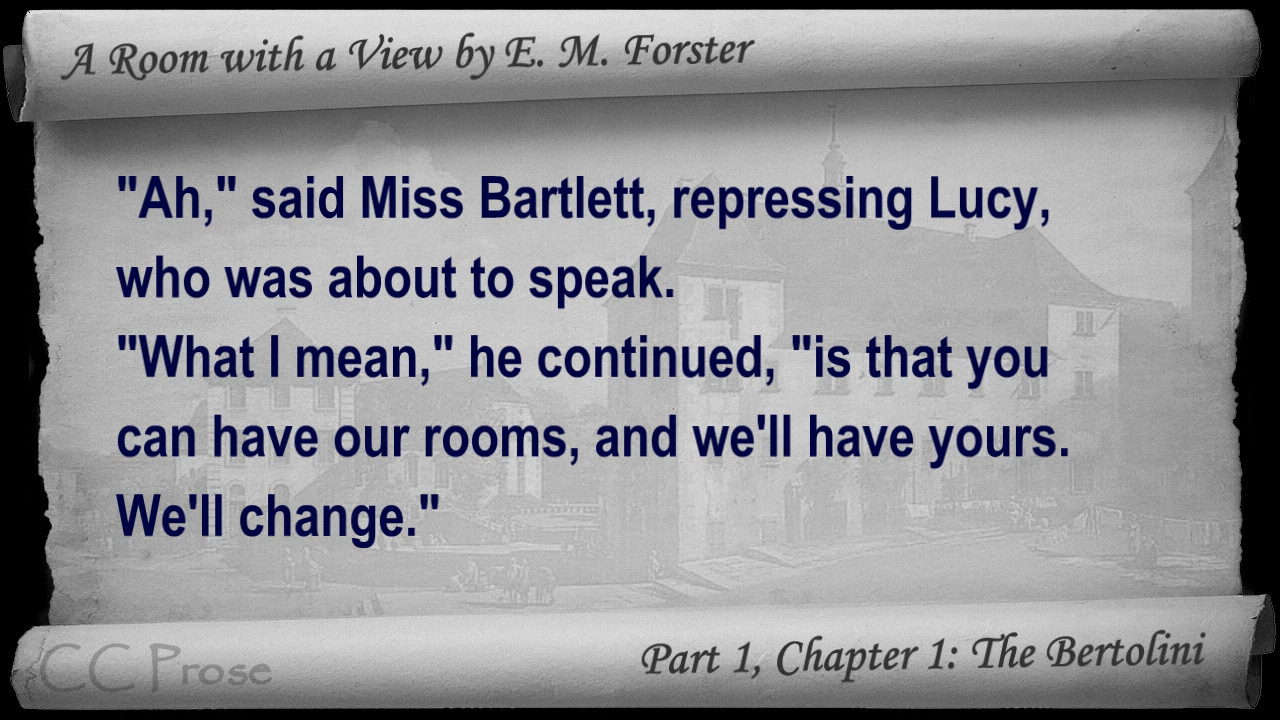 A Room with a View by E. M. Forster
"Ah," said Miss Bartlett, repressing Lucy,
who was about to speak.
"What I mean," he continued, "is that you
can have our rooms, and we'll have yours.
We'll change."
CC Prose
Part 1, Chapter 1: The Bertolini